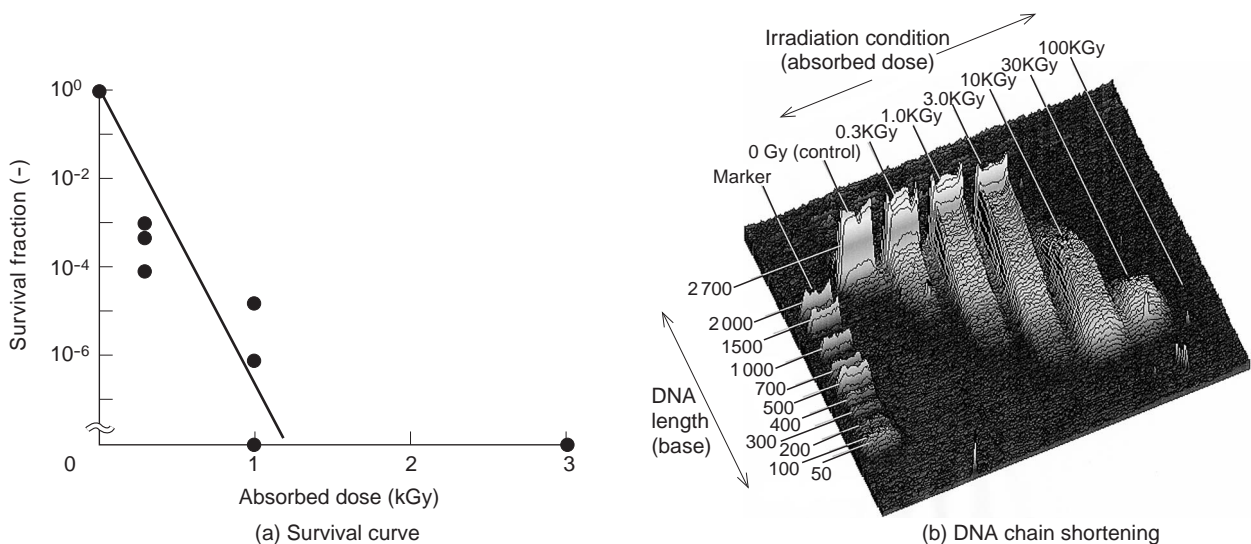 10⁰
10⁻²
10⁻⁴
10⁻⁶
Survival fraction (–)
0
1
2
3
Absorbed dose (kGy)
(a) Survival curve
Irradiation condition
(absorbed dose)
100KGy
30KGy
10KGy
3.0KGy
1.0KGy
0.3KGy
0 Gy (control)
Marker
2 700
2 000
1500
1 000
700
500
400
300
200
100
50
DNA
length
(base)
(b) DNA chain shortening